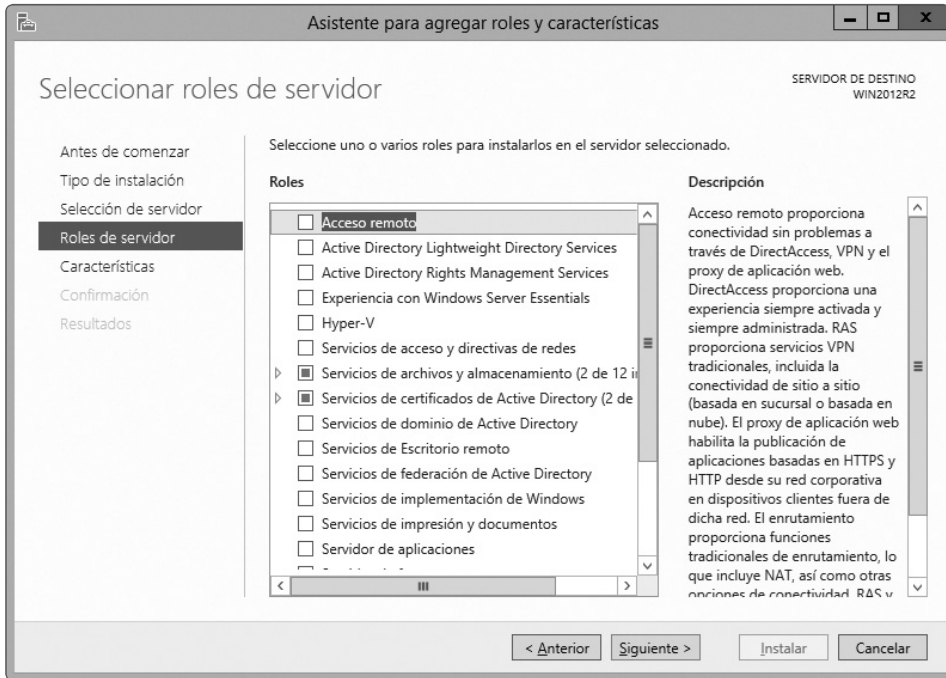 Asistente para agregar roles y características
Seleccionar roles de servidor
SERVIDOR DE DESTINO
WIN2012R2
Antes de comenzar
Tipo de instalación
Selección de servidor
Roles de servidor
Características
Confirmación
Resultados
Seleccione uno o varios roles para instalarlos en el servidor seleccionado.
Roles
Acceso remoto
Active Directory Lightweight Directory Services
Active Directory Rights Management Services
Experiencia con Windows Server Essentials
Hyper-V
Servicios de acceso y directivas de redes
Servicios de archivos y almacenamiento (2 de 12 i
Servicios de certificados de Active Directory (2 de
Servicios de dominio de Active Directory
Servicios de Escritorio remoto
Servicios de federación de Active Directory
Servicios de implementación de Windows
Servicios de impresión y documentos
Servidor de aplicaciones
Descripción
Acceso remoto proporciona
conectividad sin problemas a
través de DirectAccess, VPN y el
proxy de aplicación web.
DirectAccess proporciona una
experiencia siempre activada y
siempre administrada. RAS
proporciona servicios VPN
tradicionales, incluida la
conectividad de sitio a sitio
(basada en sucursal o basada en
nube). El proxy de aplicación web
habilita la publicación de
aplicaciones basadas en HTTPS y
HTTP desde su red corporativa
en dispositivos clientes fuera de
dicha red. El enrutamiento
proporciona funciones
tradicionales de enrutamiento, lo
que incluye NAT, así como otras
opciones de conectividad. RAS y
< Anterior
Siguiente >
Instalar
Cancelar